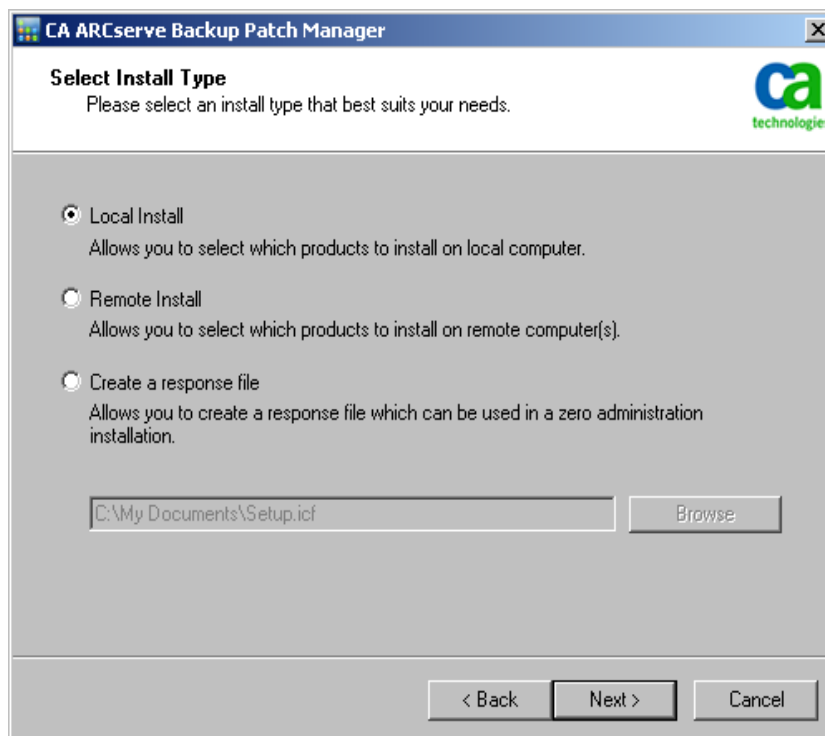 CA ARCserve Backup Patch Manager
Select Install Type
Please select an install type that best suits your needs.
ca
technologies
Local Install
Allows you to select which products to install on local computer.
Remote Install
Allows you to select which products to install on remote computer(s).
Create a response file
Allows you to create a response file which can be used in a zero administration
installation.
C:\My Documents\Setup.icf
Browse
< Back
Next >
Cancel